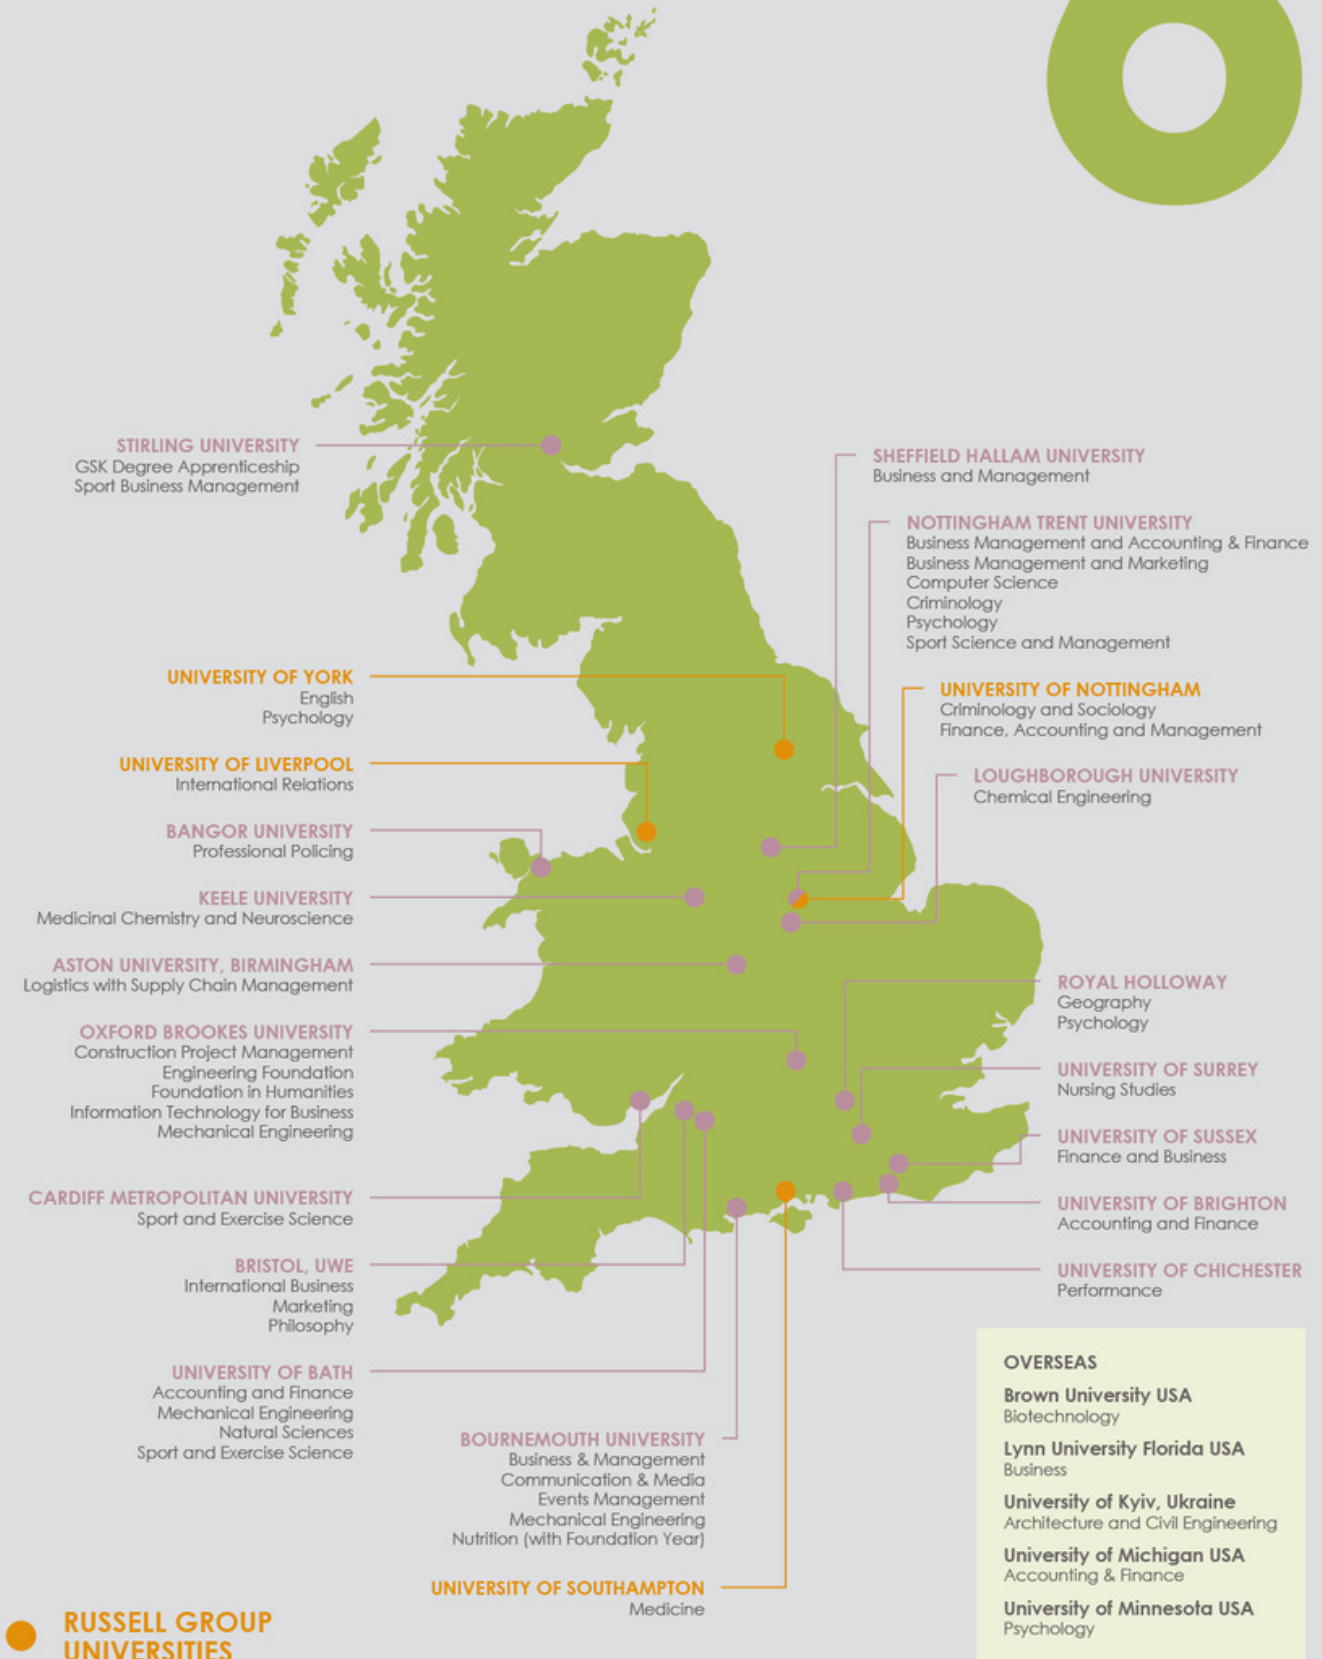 STIRLING UNIVERSITY
GSK Degree Apprenticeship
Sport Business Management
UNIVERSITY OF YORK
English
Psychology
UNIVERSITY OF LIVERPOOL
International Relations
BANGOR UNIVERSITY
Professional Policing
KEELE UNIVERSITY
Medicinal Chemistry and Neuroscience
ASTON UNIVERSITY, BIRMINGHAM
Logistics with Supply Chain Management
OXFORD BROOKES UNIVERSITY
Construction Project Management
Engineering Foundation
Foundation in Humanities
Information Technology for Business
Mechanical Engineering
CARDIFF METROPOLITAN UNIVERSITY
Sport and Exercise Science
BRISTOL, UWE
International Business
Marketing
Philosophy
UNIVERSITY OF BATH
Accounting and Finance
Mechanical Engineering
Natural Sciences
Sport and Exercise Science
BOURNEMOUTH UNIVERSITY
Business & Management
Communication & Media
Events Management
Mechanical Engineering
Nutrition (with Foundation Year)
UNIVERSITY OF SOUTHAMPTON
Medicine
SHEFFIELD HALLAM UNIVERSITY
Business and Management
NOTTINGHAM TRENT UNIVERSITY
Business Management and Accounting & Finance
Business Management and Marketing
Computer Science
Criminology
Psychology
Sport Science and Management
UNIVERSITY OF NOTTINGHAM
Criminology and Sociology
Finance, Accounting and Management
LOUGHBOROUGH UNIVERSITY
Chemical Engineering
ROYAL HOLLOWAY
Geography
Psychology
UNIVERSITY OF SURREY
Nursing Studies
UNIVERSITY OF SUSSEX
Finance and Business
UNIVERSITY OF BRIGHTON
Accounting and Finance
UNIVERSITY OF CHICHESTER
Performance
OVERSEAS
Brown University USA
Biotechnology
Lynn University Florida USA
Business
University of Kyiv, Ukraine
Architecture and Civil Engineering
University of Michigan USA
Accounting & Finance
University of Minnesota USA
Psychology
RUSSELL GROUP
UNIVERSITIES